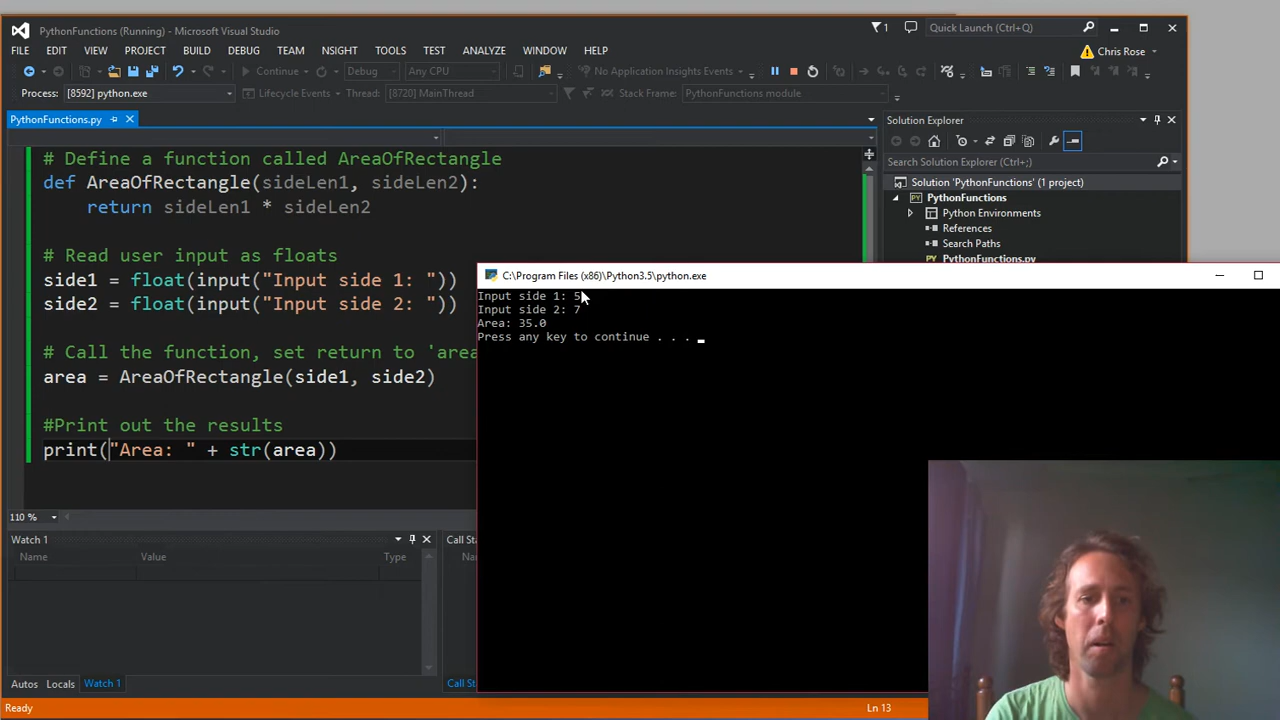 PythonFunctions (Running) - Microsoft Visual Studio
1
Quick Launch (Ctrl+Q)
FILE EDIT VIEW PROJECT BUILD DEBUG TEAM NSIGHT TOOLS TEST ANALYZE WINDOW HELP
Chris Rose
Continue Debug Any CPU No Application Insights Events
Process: [8592] python.exe Lifecycle Events Thread: [8720] MainThread Stack Frame: PythonFunctions module
PythonFunctions.py
# Define a function called AreaOfRectangle
def AreaOfRectangle(sideLen1, sideLen2):
return sideLen1 * sideLen2
# Read user input as floats
side1 = float(input("Input side 1: "))
side2 = float(input("Input side 2: "))
# Call the function, set return to 'area
area = AreaOfRectangle(side1, side2)
#Print out the results
print("Area: " + str(area))
110 %
Solution Explorer
Search Solution Explorer (Ctrl+;)
Solution 'PythonFunctions' (1 project)
PythonFunctions
Python Environments
References
Search Paths
PythonFunctions.py
C:\Program Files (x86)\Python3.5\python.exe
Input side 1: 5
Input side 2: 7
Area: 35.0
Press any key to continue . . .
Watch 1
Name Value Type
Call Sta
Na
Autos Locals Watch 1
Call St
Ready
Ln 13